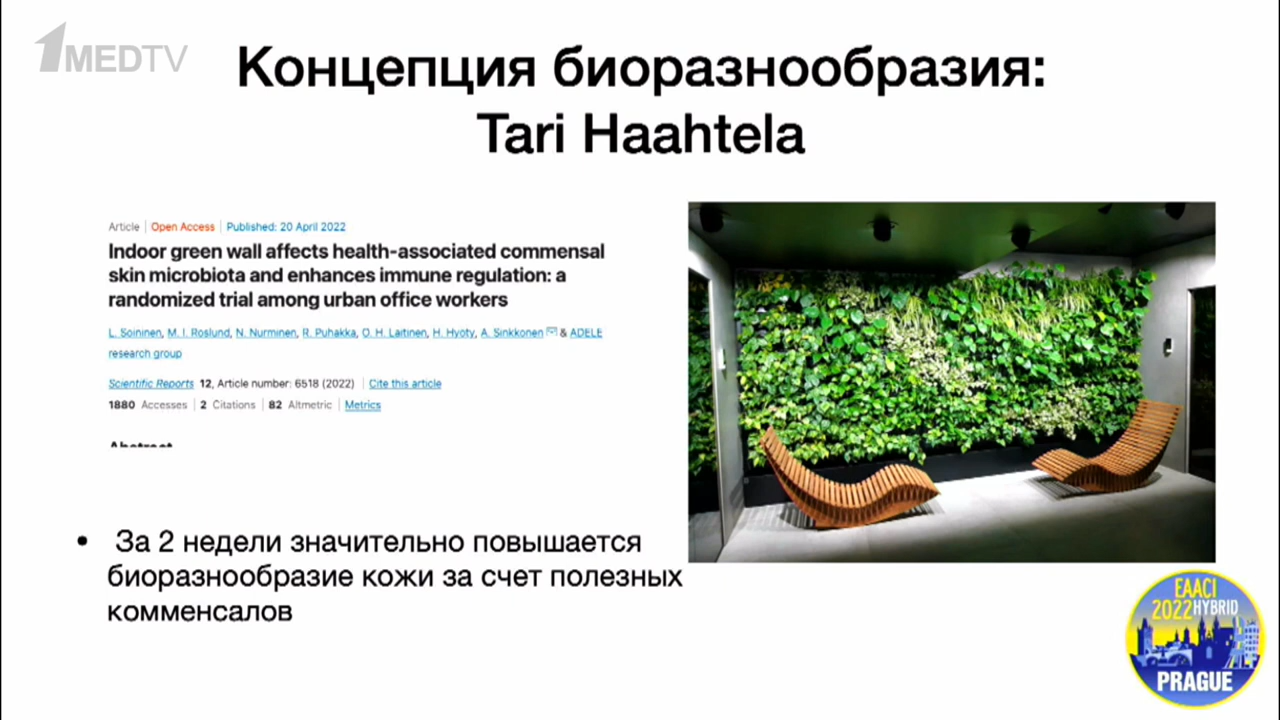 1MEDTV
Концепция биоразнообразия:
Tari Haahtela
Article | Open Access | Published: 20 April 2022
Indoor green wall affects health-associated commensal
skin microbiota and enhances immune regulation: a
randomized trial among urban office workers
L. Soininen, M. I. Roslund, N. Nurminen, R. Puhakka, O. H. Laitinen, H. Hyöty, A. Sinkkonen & ADELE
research group
Scientific Reports 12, Article number: 6518 (2022) | Cite this article
1880 Accesses | 2 Citations | 82 Altmetric | Metrics
Abstract
• За 2 недели значительно повышается
биоразнообразие кожи за счет полезных
комменсалов
EAACI
2022 HYBRID
PRAGUE